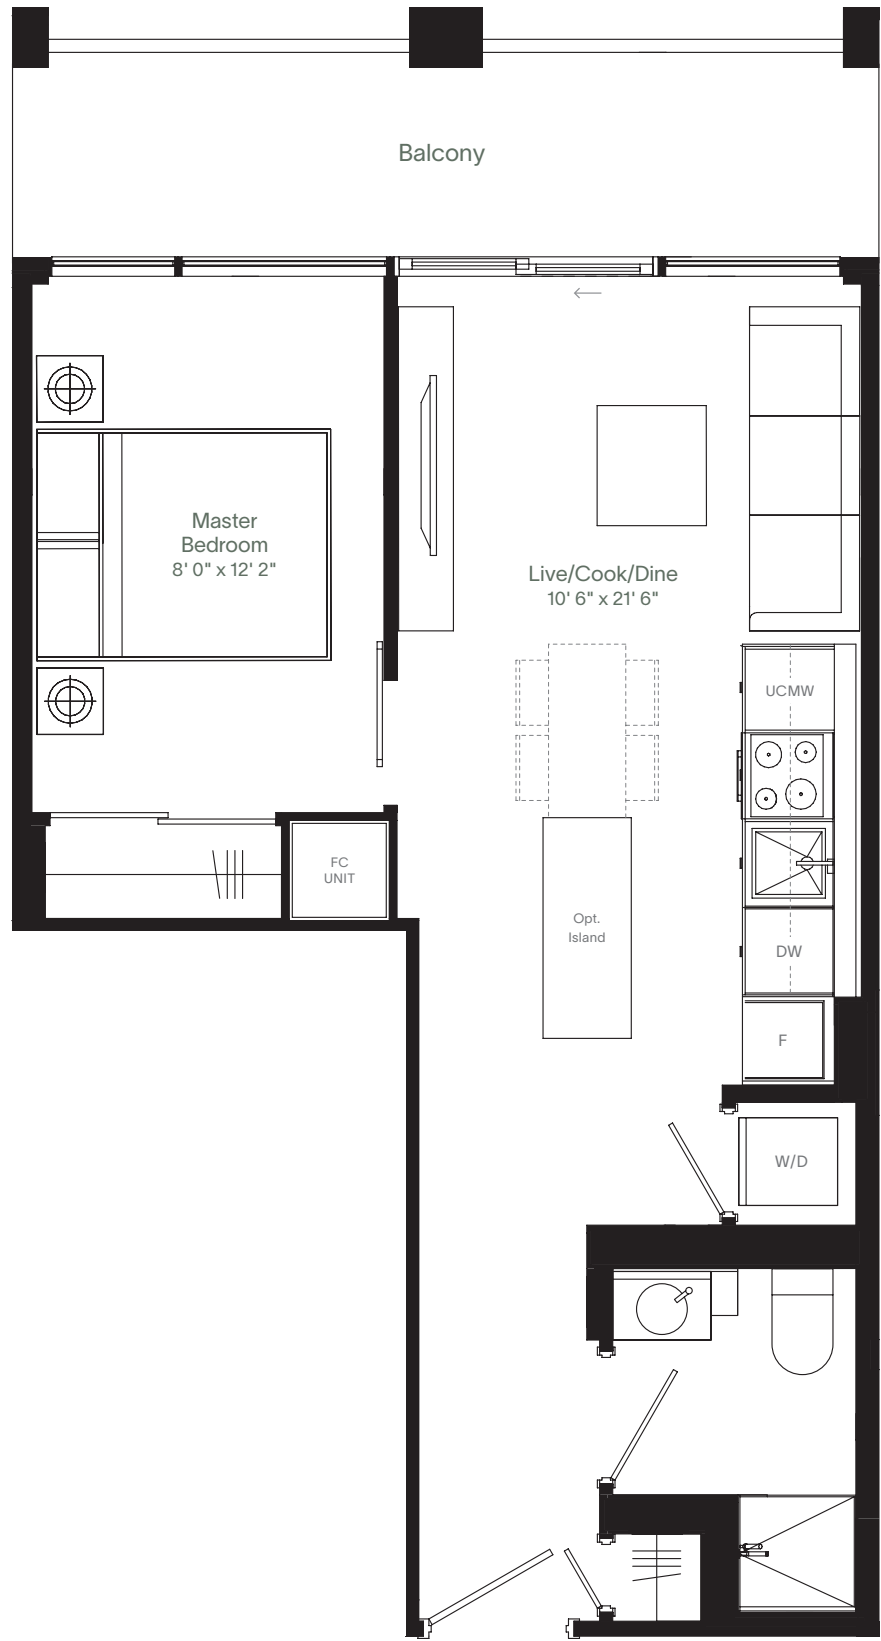 Balcony
Master
Bedroom
8' 0" x 12' 2"
Live/Cook/Dine
10' 6" x 21' 6"
UCMW
FC
UNIT
Opt.
Island
DW
F
W/D